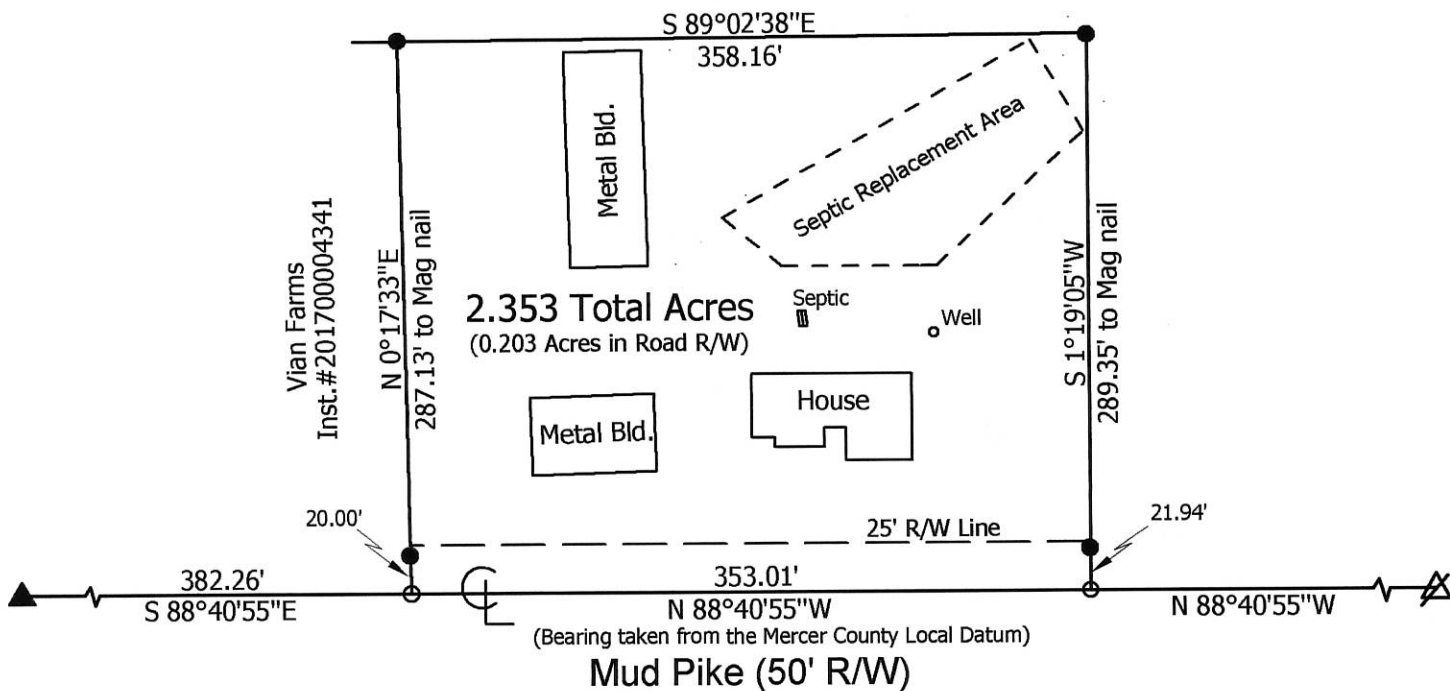 S 89°02'38"E
358.16'
Metal Bld.
Septic Replacement Area
Vian Farms
Inst.#201700004341
N 0°17'33"E
287.13' to Mag nail
S 1°19'05"W
289.35' to Mag nail
2.353 Total Acres
(0.203 Acres in Road R/W)
Septic
Well
House
Metal Bld.
20.00'
25' R/W Line
21.94'
382.26'
S 88°40'55"E
CL
353.01'
N 88°40'55"W
N 88°40'55"W
(Bearing taken from the Mercer County Local Datum)
Mud Pike (50' R/W)